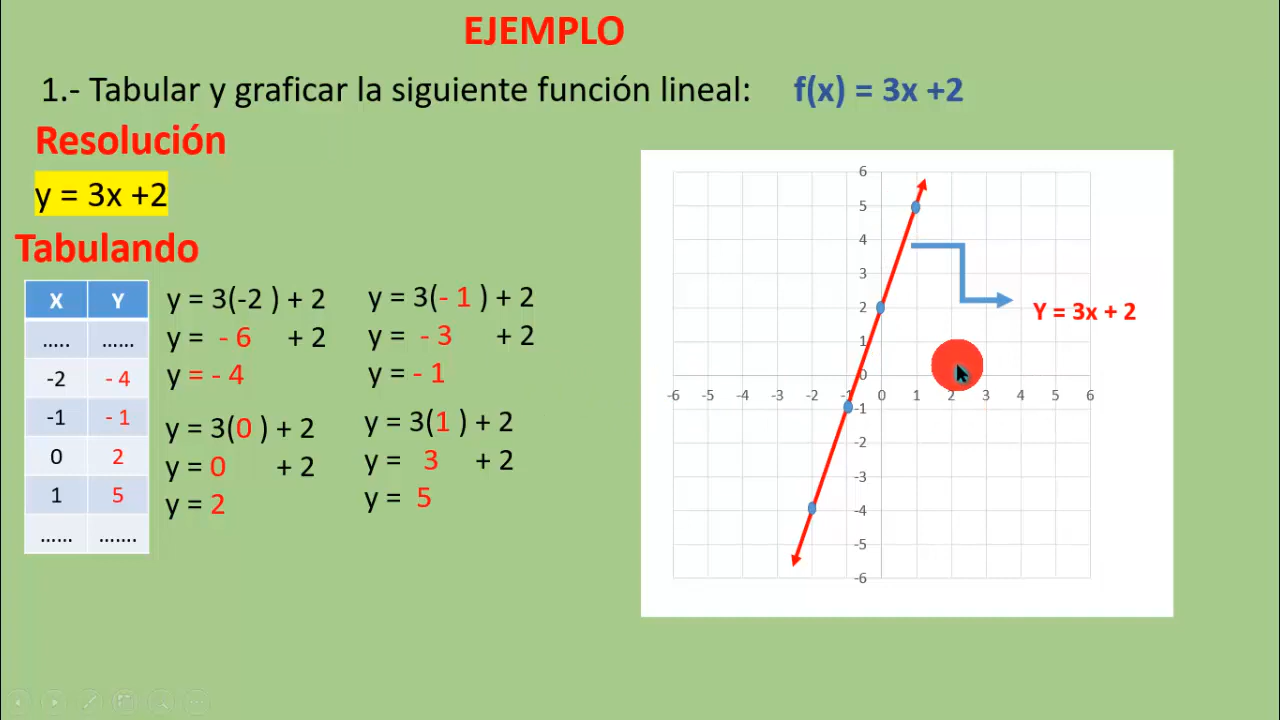 EJEMPLO
1.- Tabular y graficar la siguiente función lineal: f(x) = 3x +2
Resolución
y = 3x +2
Tabulando
X Y
..... ......
-2 - 4
-1 - 1
0 2
1 5
...... .......
y = 3(-2 ) + 2
y = - 6 + 2
y = - 4
y = 3(- 1 ) + 2
y = - 3 + 2
y = - 1
y = 3(0 ) + 2
y = 0 + 2
y = 2
y = 3(1 ) + 2
y = 3 + 2
y = 5
6
5
4
3
2
1
0
-1
-2
-3
-4
-5
-6
-6 -5 -4 -3 -2 -1 0 1 2 3 4 5 6
Y = 3x + 2